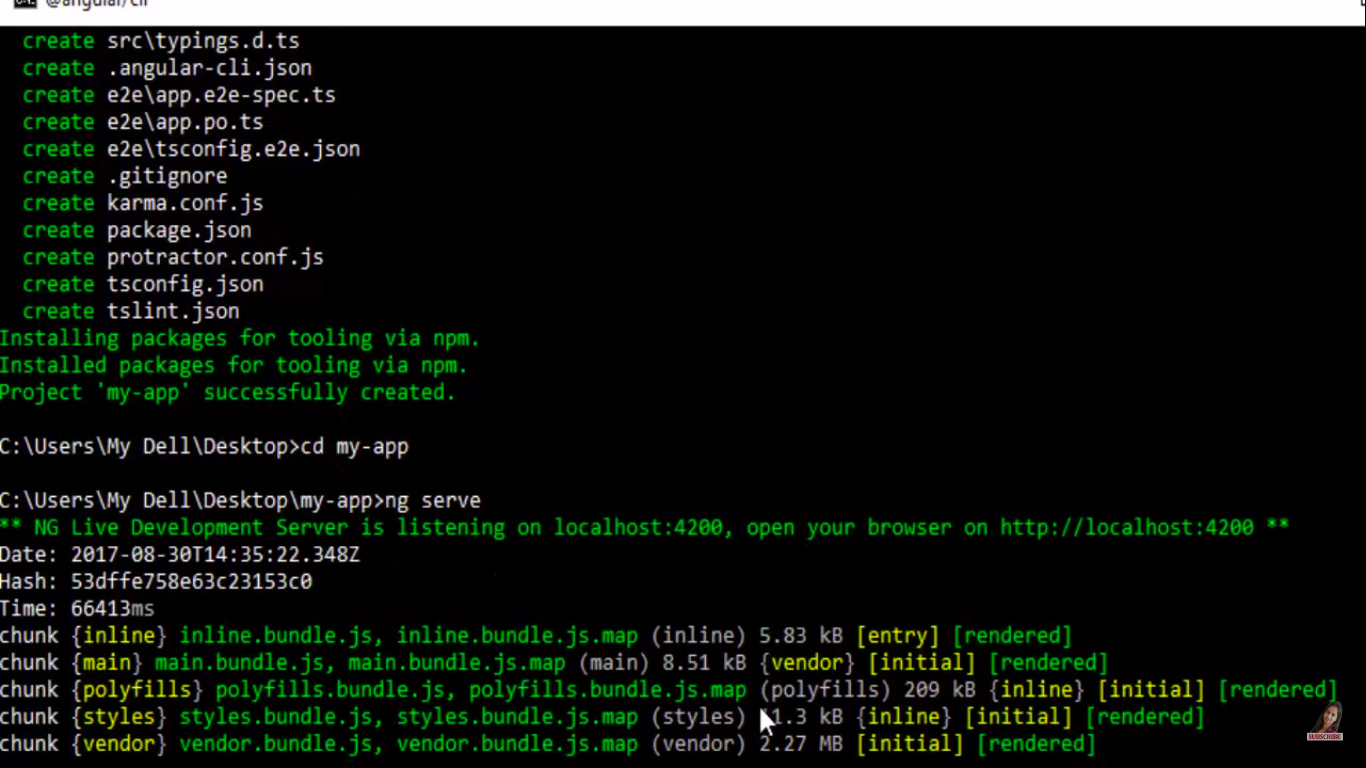 @angular/cli
create src\typings.d.ts
create .angular-cli.json
create e2e\app.e2e-spec.ts
create e2e\app.po.ts
create e2e\tsconfig.e2e.json
create .gitignore
create karma.conf.js
create package.json
create protractor.conf.js
create tsconfig.json
create tslint.json
Installing packages for tooling via npm.
Installed packages for tooling via npm.
Project 'my-app' successfully created.
C:\Users\My Dell\Desktop>cd my-app
C:\Users\My Dell\Desktop\my-app>ng serve
** NG Live Development Server is listening on localhost:4200, open your browser on http://localhost:4200 **
Date: 2017-08-30T14:35:22.348Z
Hash: 53dffe758e63c23153c0
Time: 66413ms
chunk {inline} inline.bundle.js, inline.bundle.js.map (inline) 5.83 kB [entry] [rendered]
chunk {main} main.bundle.js, main.bundle.js.map (main) 8.51 kB {vendor} [initial] [rendered]
chunk {polyfills} polyfills.bundle.js, polyfills.bundle.js.map (polyfills) 209 kB {inline} [initial] [rendered]
chunk {styles} styles.bundle.js, styles.bundle.js.map (styles) kB {inline} [initial] [rendered]
chunk {vendor} vendor.bundle.js, vendor.bundle.js.map (vendor) 2.27 MB [initial] [rendered]
SUBSCRIBE